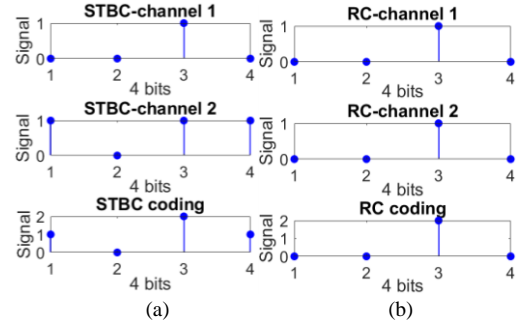 STBC-channel 1
Signal
1
0
1 2 3 4
4 bits
STBC-channel 2
Signal
1
0
1 2 3 4
4 bits
STBC coding
Signal
2
1
0
1 2 3 4
4 bits
(a)
RC-channel 1
Signal
1
0
1 2 3 4
4 bits
RC-channel 2
Signal
1
0
1 2 3 4
4 bits
RC coding
Signal
2
1
0
1 2 3 4
4 bits
(b)